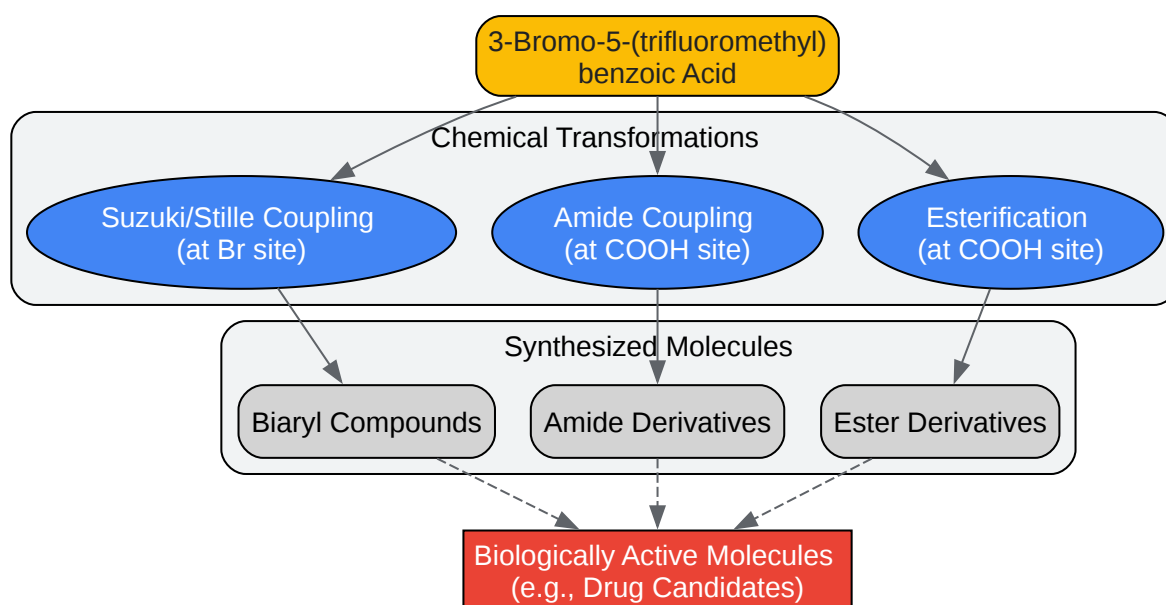 3-Bromo-5-(trifluoromethyl)
benzoic Acid
Chemical Transformations
Suzuki/Stille Coupling
(at Br site)
Amide Coupling
(at COOH site)
Esterification
(at COOH site)
Synthesized Molecules
Biaryl Compounds
Amide Derivatives
Ester Derivatives
Biologically Active Molecules
(e.g., Drug Candidates)